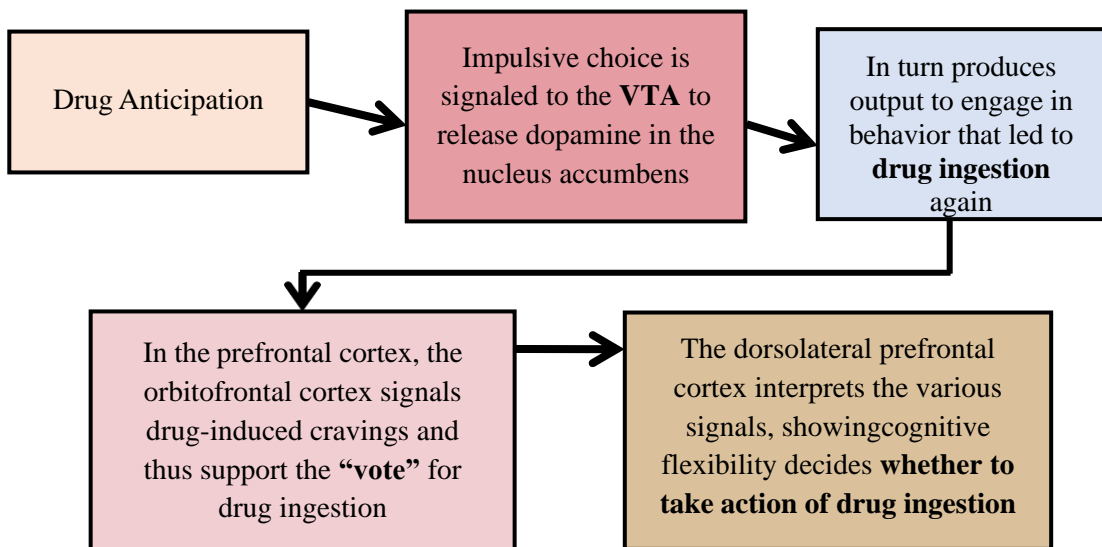 Drug Anticipation
Impulsive choice is
signaled to the VTA to
release dopamine in the
nucleus accumbens
In turn produces
output to engage in
behavior that led to
drug ingestion
again
In the prefrontal cortex, the
orbitofrontal cortex signals
drug-induced cravings and
thus support the “vote” for
drug ingestion
The dorsolateral prefrontal
cortex interprets the various
signals, showingcognitive
flexibility decides whether to
take action of drug ingestion